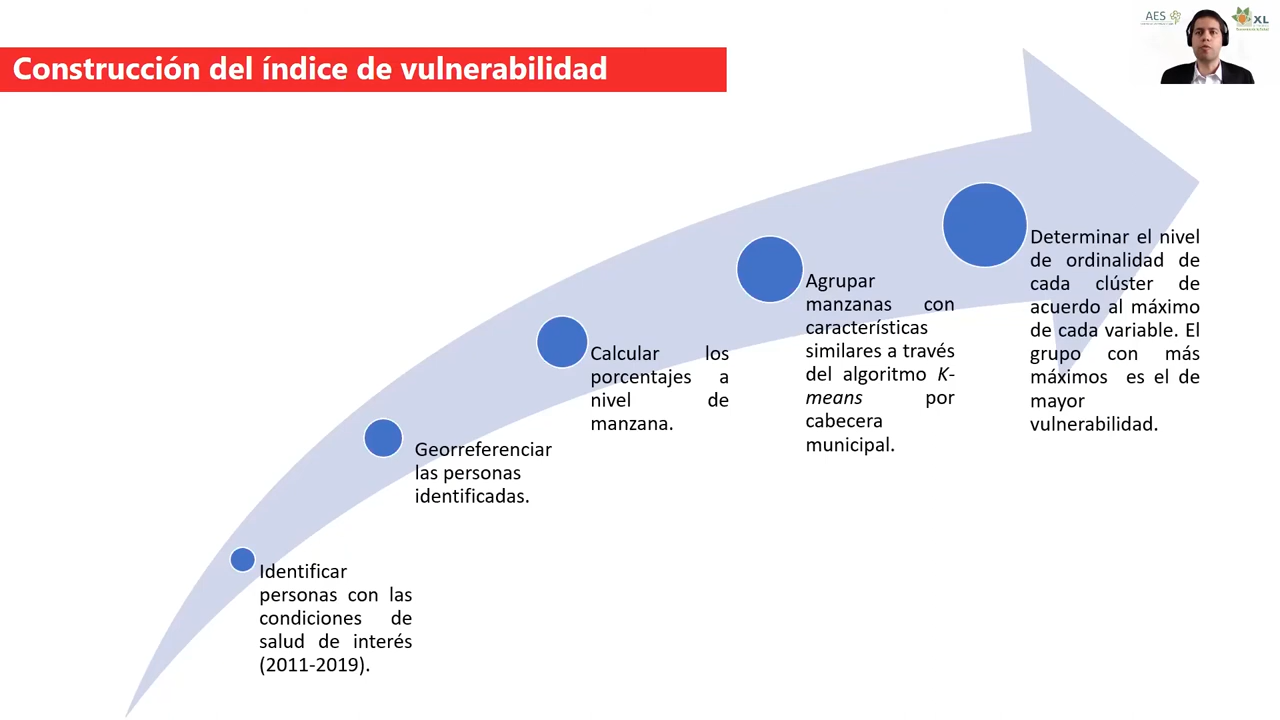 AES
XL
Construcción del índice de vulnerabilidad
Identificar
personas con las
condiciones de
salud de interés
(2011-2019).
Georreferenciar
las personas
identificadas.
Calcular los
porcentajes a
nivel de
manzana.
Agrupar
manzanas con
características
similares a través
del algoritmo K-
means por
cabecera
municipal.
Determinar el nivel
de ordinalidad de
cada clúster de
acuerdo al máximo
de cada variable. El
grupo con más
máximos es el de
mayor
vulnerabilidad.